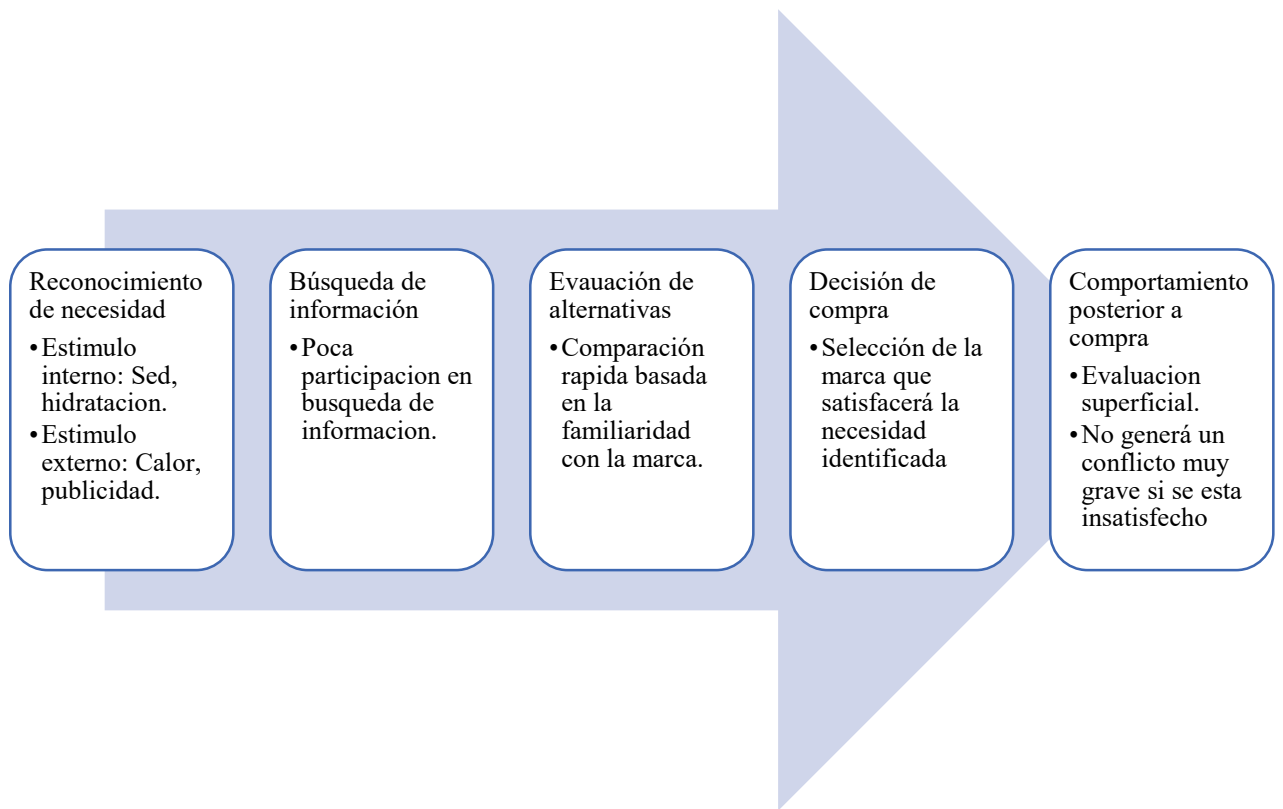 Reconocimiento
de necesidad
•Estimulo
interno: Sed,
hidratacion.
•Estimulo
externo: Calor,
publicidad.
Búsqueda de
información
•Poca
participacion en
busqueda de
informacion.
Evauación de
alternativas
•Comparación
rapida basada
en la
familiaridad
con la marca.
Decisión de
compra
•Selección de la
marca que
satisfacerá la
necesidad
identificada
Comportamiento
posterior a
compra
•Evaluacion
superficial.
•No generá un
conflicto muy
grave si se esta
insatisfecho